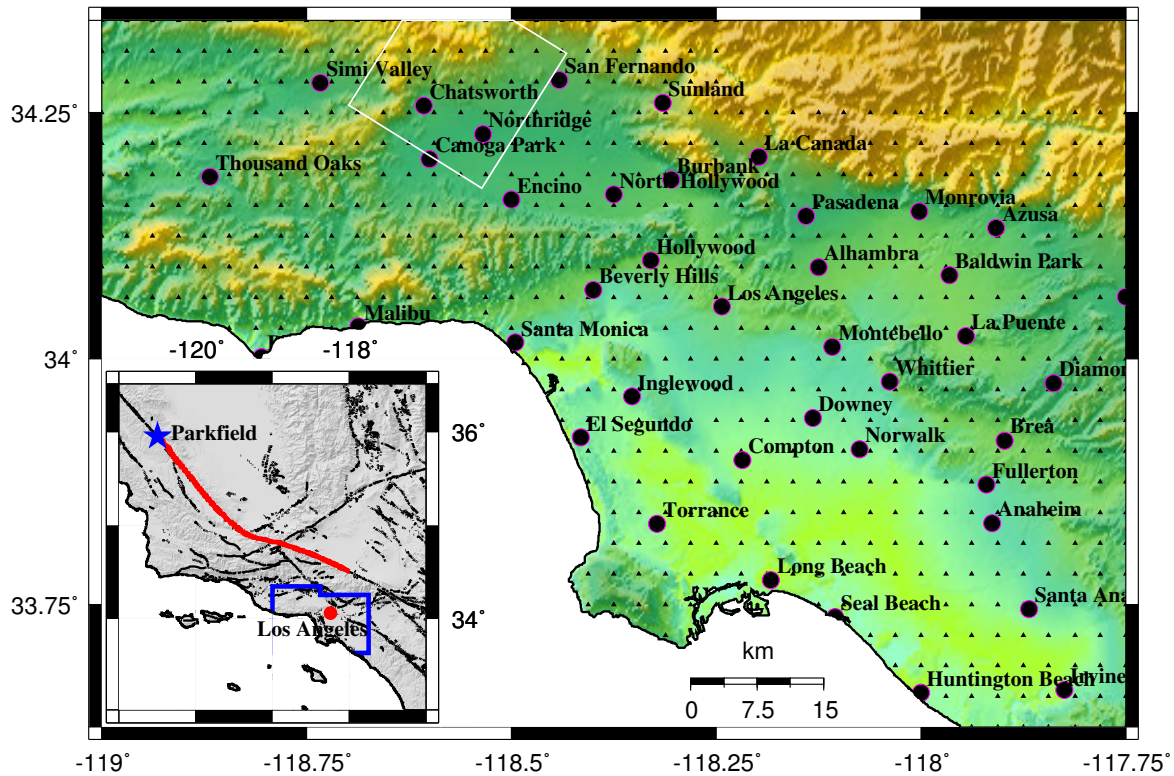 Simi Valley
San Fernando
Chatsworth
Sunland
34.25°
Northridge
Canoga Park
La Canada
Thousand Oaks
Burbank
Encino
North Hollywood
Pasadena
Monrovia
Azusa
Hollywood
Alhambra
Baldwin Park
Beverly Hills
Los Angeles
Malibu
Santa Monica
Montebello
La Puente
34°
-120° -118°
Whittier
Diamon
Inglewood
Downey
El Segundo
Norwalk
Brea
Compton
Parkfield
36°
Fullerton
Torrance
Anaheim
Long Beach
33.75°
Seal Beach
Santa Ana
34°
Los Angeles
km
0 7.5 15
Huntington Beach
Irvine
-119° -118.75° -118.5° -118.25° -118° -117.75°